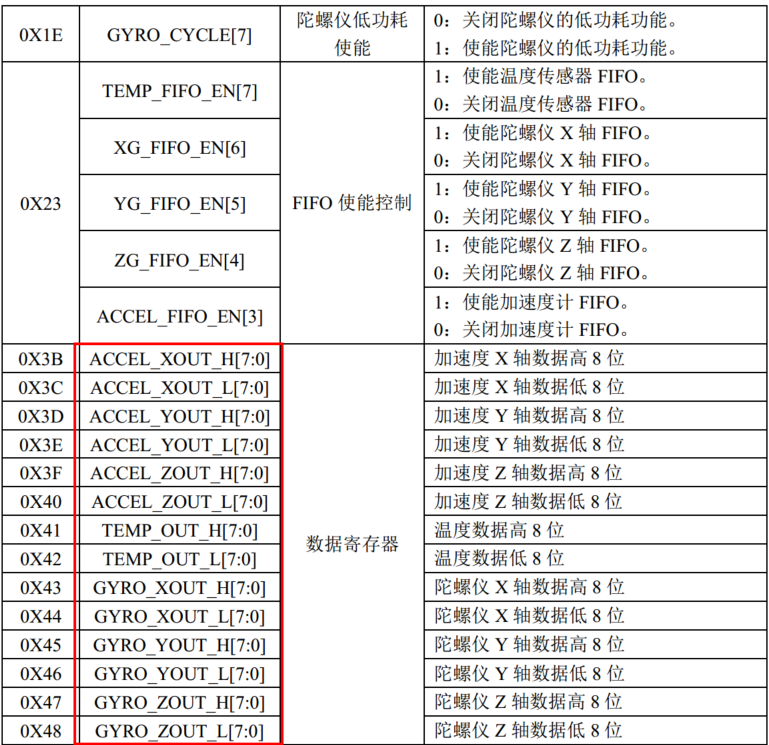 0X1E GYRO_CYCLE[7] 陀螺仪低功耗使能 0：关闭陀螺仪的低功耗功能。
1：使能陀螺仪的低功耗功能。
0X23 TEMP_FIFO_EN[7] FIFO 使能控制 1：使能温度传感器 FIFO。
0：关闭温度传感器 FIFO。
XG_FIFO_EN[6] 1：使能陀螺仪 X 轴 FIFO。
0：关闭陀螺仪 X 轴 FIFO。
YG_FIFO_EN[5] 1：使能陀螺仪 Y 轴 FIFO。
0：关闭陀螺仪 Y 轴 FIFO。
ZG_FIFO_EN[4] 1：使能陀螺仪 Z 轴 FIFO。
0：关闭陀螺仪 Z 轴 FIFO。
ACCEL_FIFO_EN[3] 1：使能加速度计 FIFO。
0：关闭加速度计 FIFO。
0X3B ACCEL_XOUT_H[7:0] 数据寄存器 加速度 X 轴数据高 8 位
0X3C ACCEL_XOUT_L[7:0] 加速度 X 轴数据低 8 位
0X3D ACCEL_YOUT_H[7:0] 加速度 Y 轴数据高 8 位
0X3E ACCEL_YOUT_L[7:0] 加速度 Y 轴数据低 8 位
0X3F ACCEL_ZOUT_H[7:0] 加速度 Z 轴数据高 8 位
0X40 ACCEL_ZOUT_L[7:0] 加速度 Z 轴数据低 8 位
0X41 TEMP_OUT_H[7:0] 温度数据高 8 位
0X42 TEMP_OUT_L[7:0] 温度数据低 8 位
0X43 GYRO_XOUT_H[7:0] 陀螺仪 X 轴数据高 8 位
0X44 GYRO_XOUT_L[7:0] 陀螺仪 X 轴数据低 8 位
0X45 GYRO_YOUT_H[7:0] 陀螺仪 Y 轴数据高 8 位
0X46 GYRO_YOUT_L[7:0] 陀螺仪 Y 轴数据低 8 位
0X47 GYRO_ZOUT_H[7:0] 陀螺仪 Z 轴数据高 8 位
0X48 GYRO_ZOUT_L[7:0] 陀螺仪 Z 轴数据低 8 位